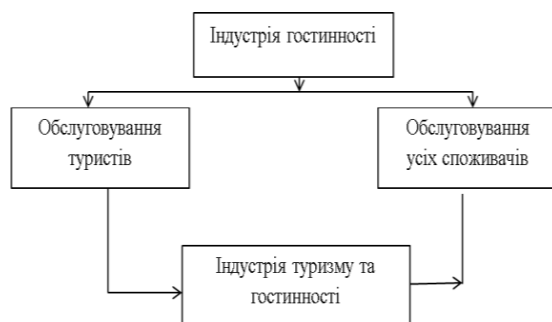 Індустрія гостинності
Обслуговування
туристів
Обслуговування
усіх споживачів
Індустрія туризму та
гостинності